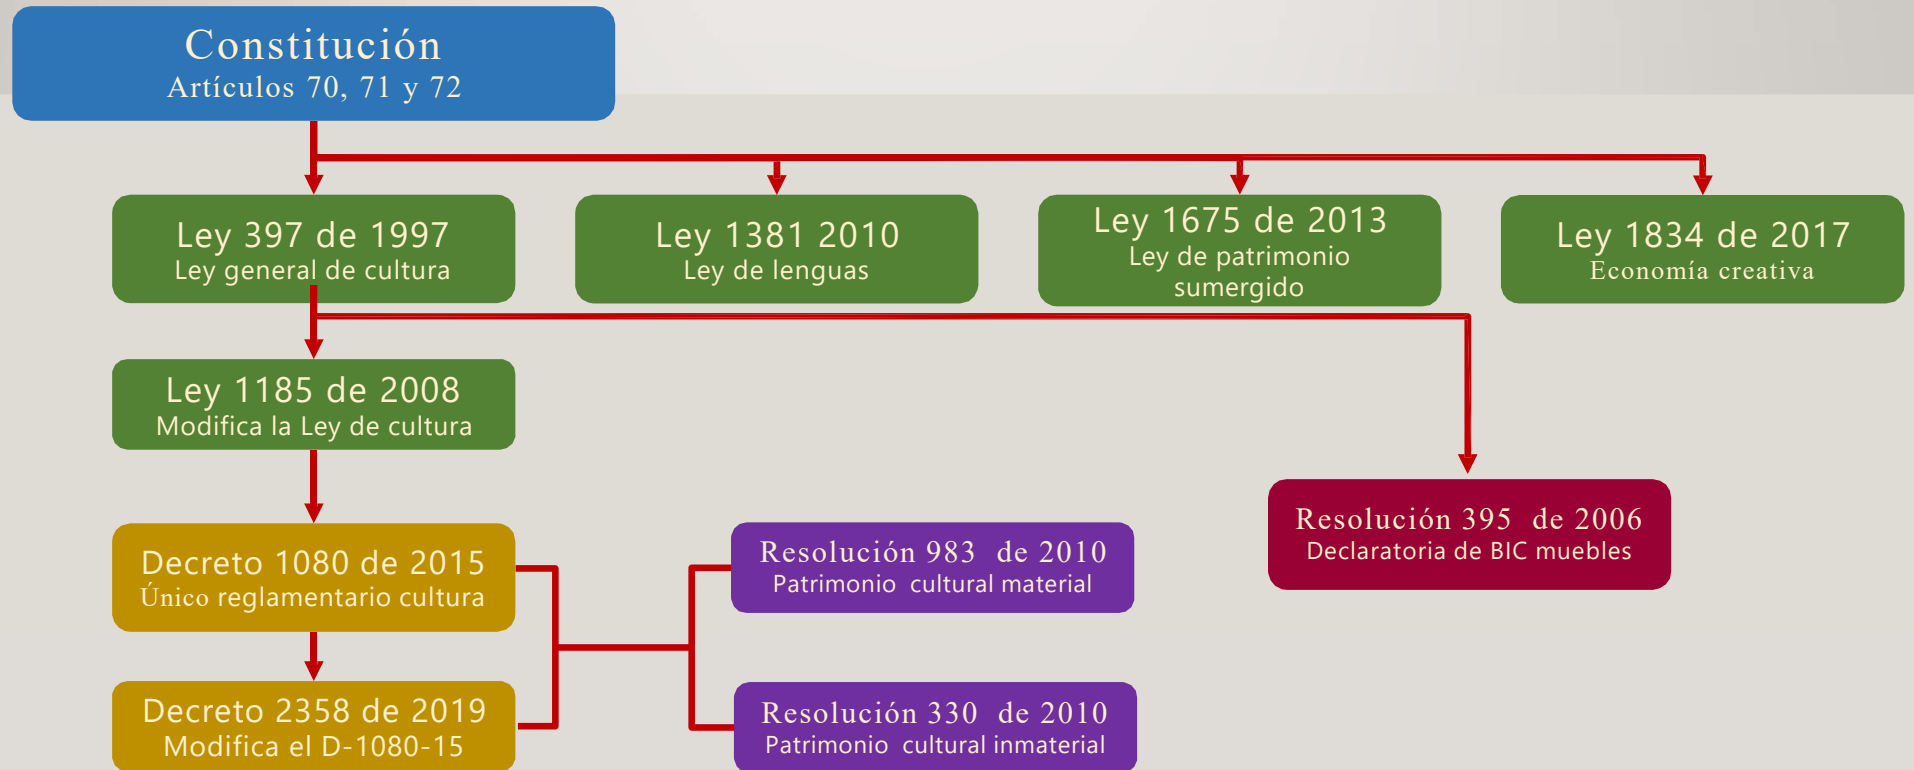 Constitución
Artículos 70, 71 y 72
Ley 397 de 1997
Ley general de cultura
Ley 1381 2010
Ley de lenguas
Ley 1675 de 2013
Ley de patrimonio
sumergido
Ley 1834 de 2017
Economía creativa
Ley 1185 de 2008
Modifica la Ley de cultura
Resolución 395 de 2006
Declaratoria de BIC muebles
Decreto 1080 de 2015
Único reglamentario cultura
Resolución 983 de 2010
Patrimonio cultural material
Decreto 2358 de 2019
Modifica el D-1080-15
Resolución 330 de 2010
Patrimonio cultural inmaterial